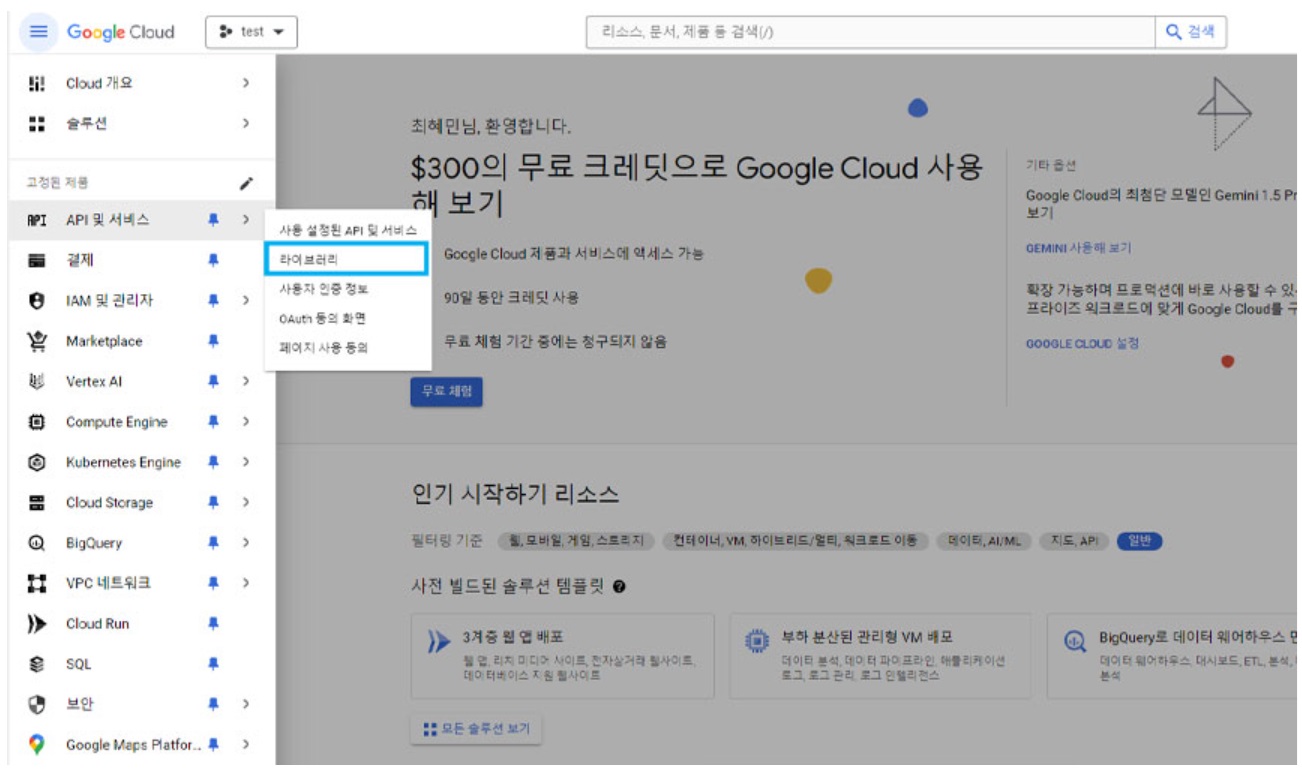 Google Cloud
test
리소스, 문서, 제품 등 검색(/)
검색
Cloud 개요
솔루션
고정된 제품
API API 및 서비스
결제
IAM 및 관리자
Marketplace
Vertex AI
Compute Engine
Kubernetes Engine
Cloud Storage
BigQuery
VPC 네트워크
Cloud Run
SQL
보안
Google Maps Platfor...
사용 설정된 API 및 서비스
라이브러리
사용자 인증 정보
OAuth 동의 화면
페이지 사용 동의
최혜민님, 환영합니다.
$300의 무료 크레딧으로 Google Cloud 사용
해 보기
Google Cloud 제품과 서비스에 액세스 가능
90일 동안 크레딧 사용
무료 체험 기간 중에는 청구되지 않음
무료 체험
기타 옵션
Google Cloud의 최첨단 모델인 Gemini 1.5 Pr
보기
GEMINI 사용해 보기
확장 가능하며 프로덕션에 바로 사용할 수 있
프라이즈 워크로드에 맞게 Google Cloud를 구
GOOGLE CLOUD 설정
인기 시작하기 리소스
필터링 기준
웹, 모바일, 게임, 스토리지
컨테이너, VM, 하이브리드/멀티, 워크로드 이동
데이터, AI/ML
지도, API
일반
사전 빌드된 솔루션 템플릿
3계층 웹 앱 배포
웹 앱, 리치 미디어 사이트, 전자상거래 웹사이트,
데이터베이스 지원 웹사이트
부하 분산된 관리형 VM 배포
데이터 분석, 데이터 파이프라인, 애플리케이션
로그, 로그 관리, 로그 인텔리전스
BigQuery로 데이터 웨어하우스 만
데이터 웨어하우스, 대시보드, ETL, 분석,
분석
모든 솔루션 보기